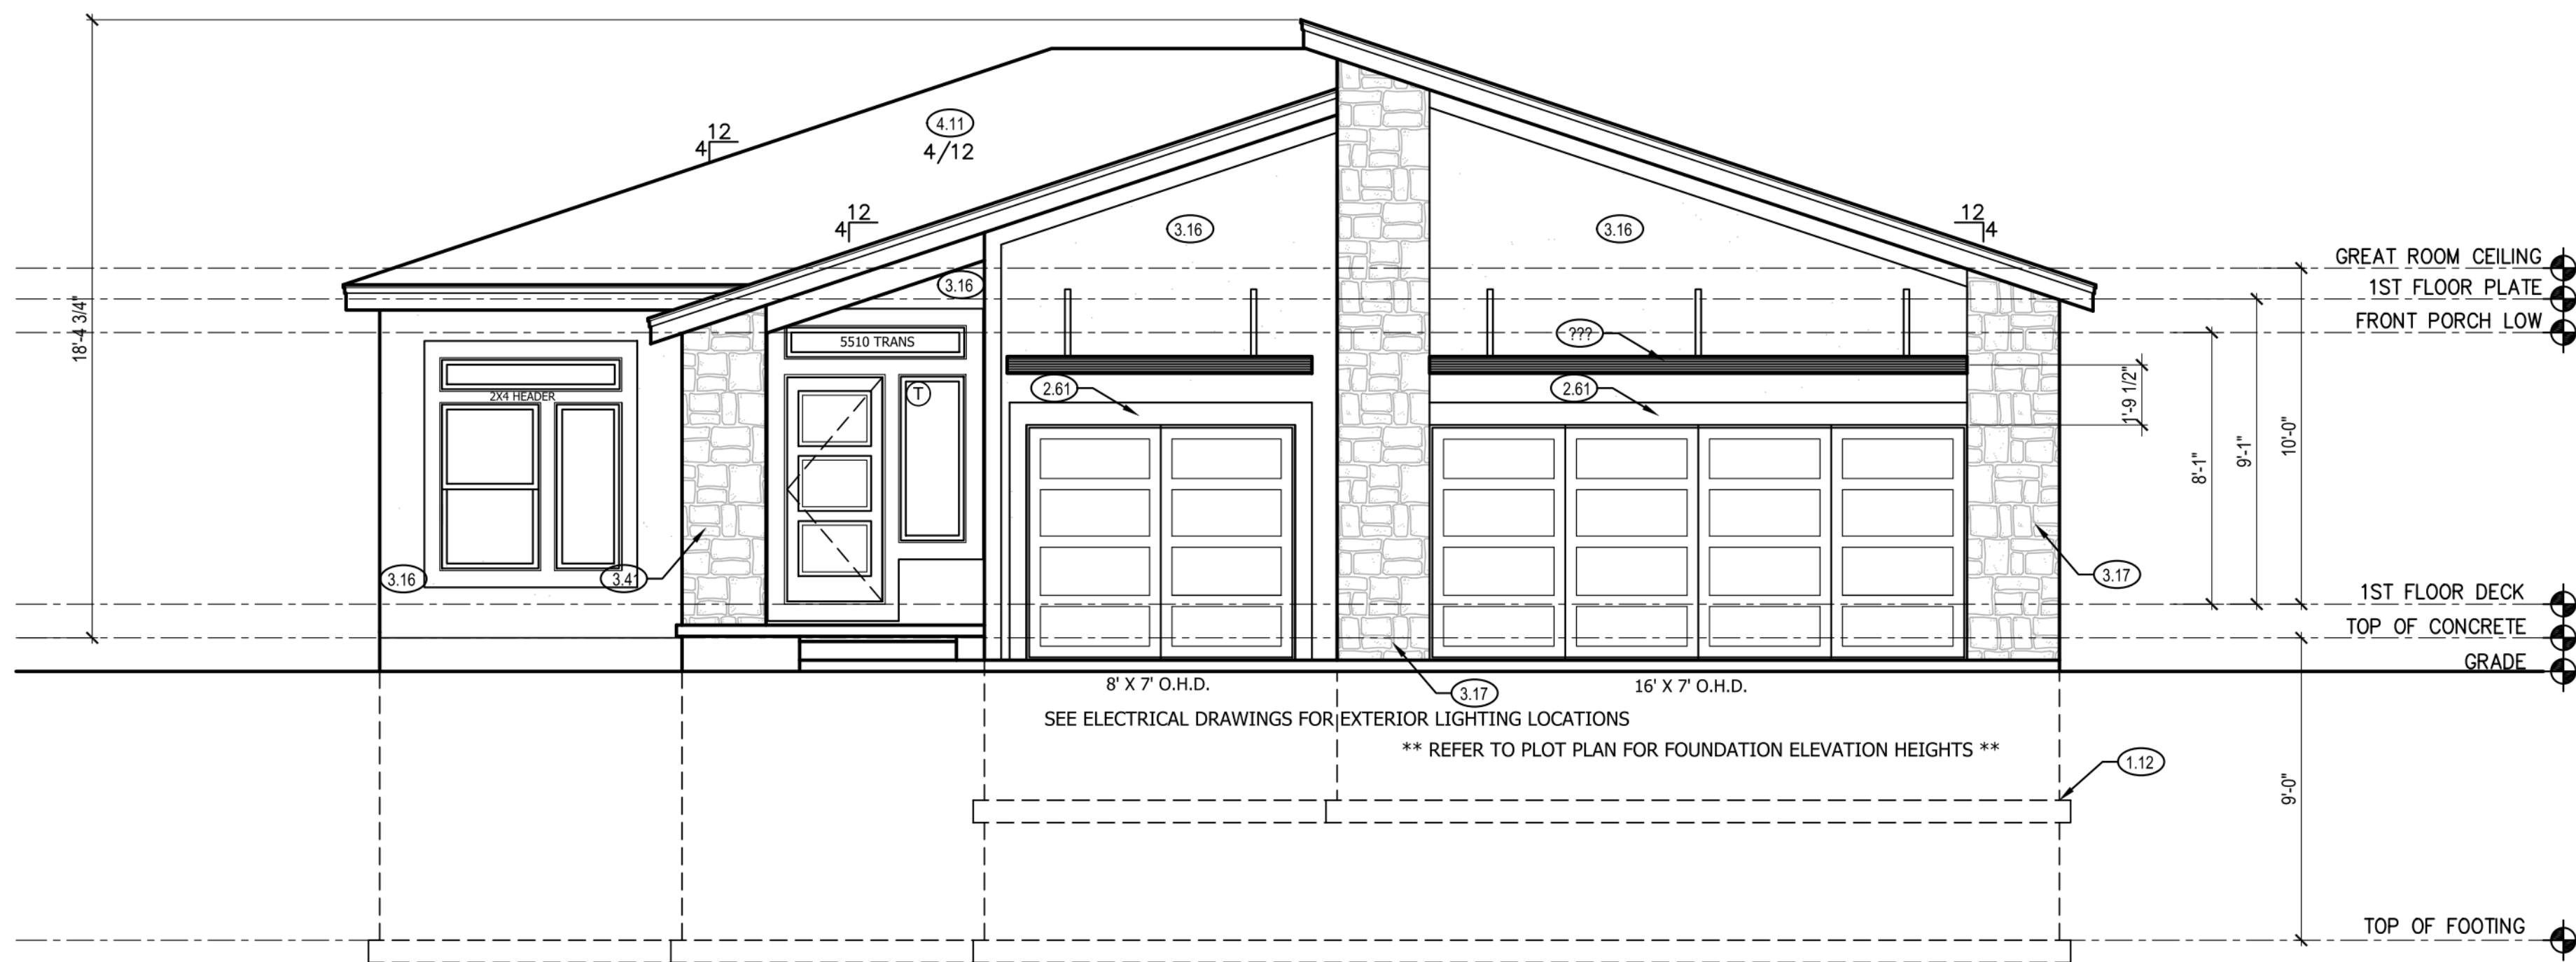 12
4
4.11
4/12
12
4
12
4
3.16
3.16
3.16
GREAT ROOM CEILING
1ST FLOOR PLATE
FRONT PORCH LOW
18'-4 3/4"
5510 TRANS
???
2X4 HEADER
T
2.61
2.61
1'-9 1/2"
8'-1"
9'-1"
10'-0"
3.16
3.41
3.17
1ST FLOOR DECK
TOP OF CONCRETE
GRADE
8' X 7' O.H.D.
16' X 7' O.H.D.
3.17
SEE ELECTRICAL DRAWINGS FOR EXTERIOR LIGHTING LOCATIONS
** REFER TO PLOT PLAN FOR FOUNDATION ELEVATION HEIGHTS **
1.12
9'-0"
TOP OF FOOTING